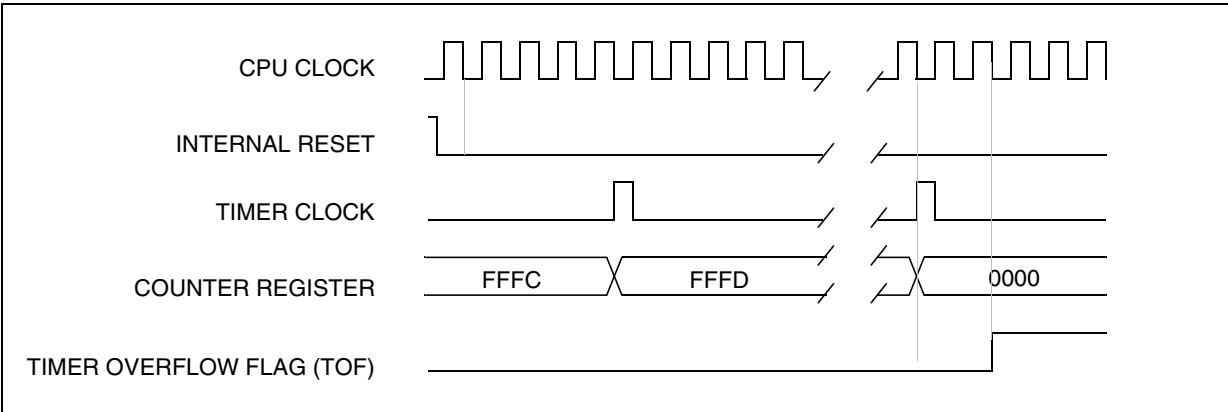 CPU CLOCK
INTERNAL RESET
TIMER CLOCK
COUNTER REGISTER FFFC FFFD 0000
TIMER OVERFLOW FLAG (TOF)